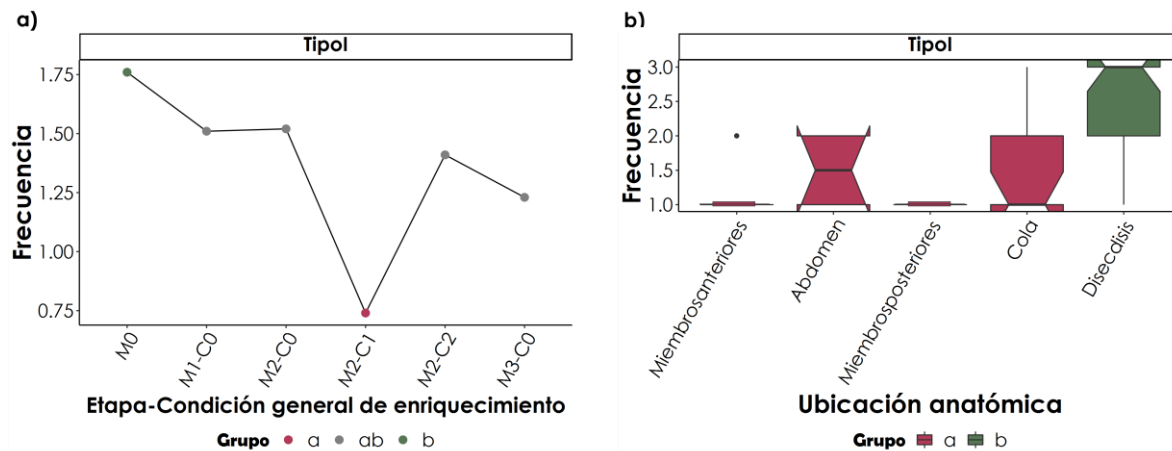 a)
TipoI
Frecuencia
1.75
1.50
1.25
1.00
0.75
M0
M1-C0
M2-C0
M2-C1
M2-C2
M3-C0
Etapa-Condición general de enriquecimiento
Grupo a ab b
b)
TipoI
Frecuencia
3.0
2.5
2.0
1.5
1.0
Miembrosanteriores
Abdomen
Miembrosposteriores
Cola
Disecdisis
Ubicación anatómica
Grupo a b